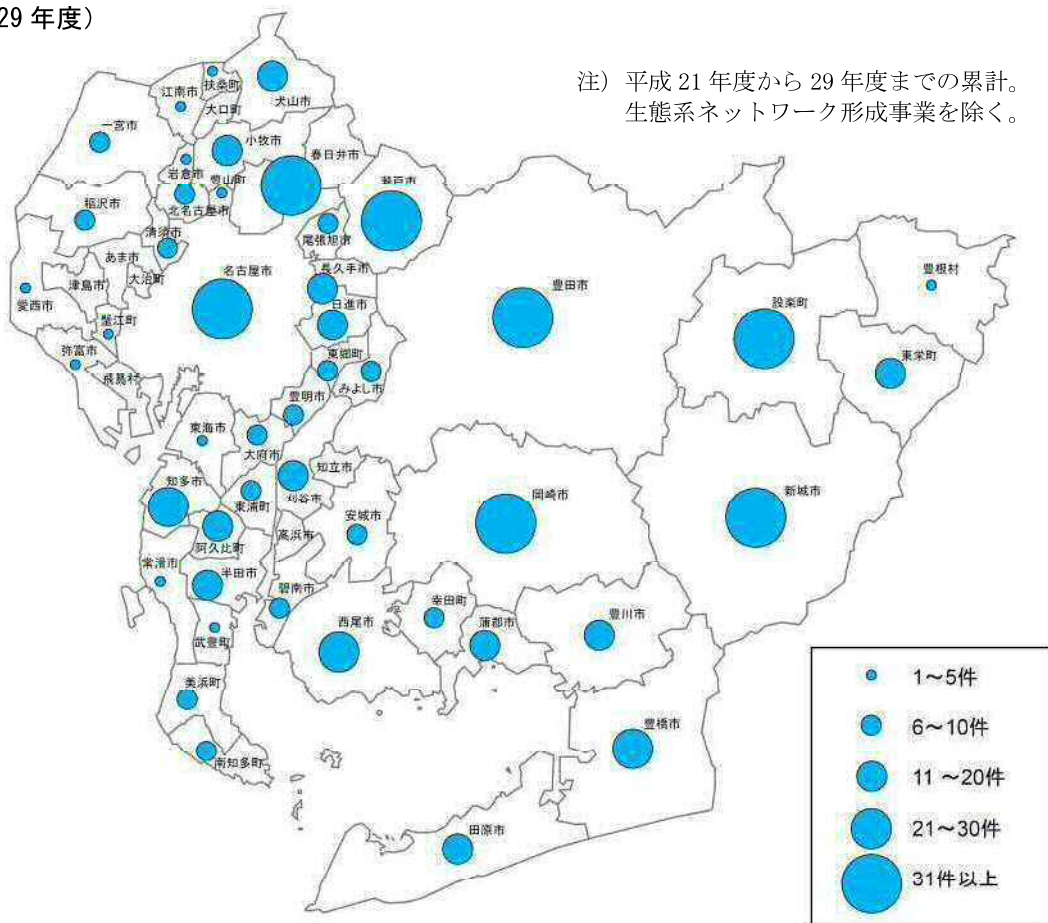 29 年度）
注）平成 21 年度から 29 年度までの累計。
生態系ネットワーク形成事業を除く。
扶桑町
江南市
犬山市
大口町
一宮市
小牧市
春日井市
岩倉市
豊山町
瀬戸市
稲沢市
北名古屋市
尾張旭市
清須市
あま市
名古屋市
長久手市
豊根村
津島市
大治町
豊田市
設楽町
愛西市
日進市
蟹江町
東栄町
弥富市
東郷町
飛島村
みよし市
豊明市
東海市
大府市
知立市
知多市
新城市
東浦町
刈谷市
岡崎市
安城市
阿久比町
高浜市
常滑市
半田市
碧南市
幸田町
豊川市
西尾市
蒲郡市
武豊町
美浜町
豊橋市
南知多町
田原市
1～5件
6～10件
11 ～20件
21～30件
31件以上